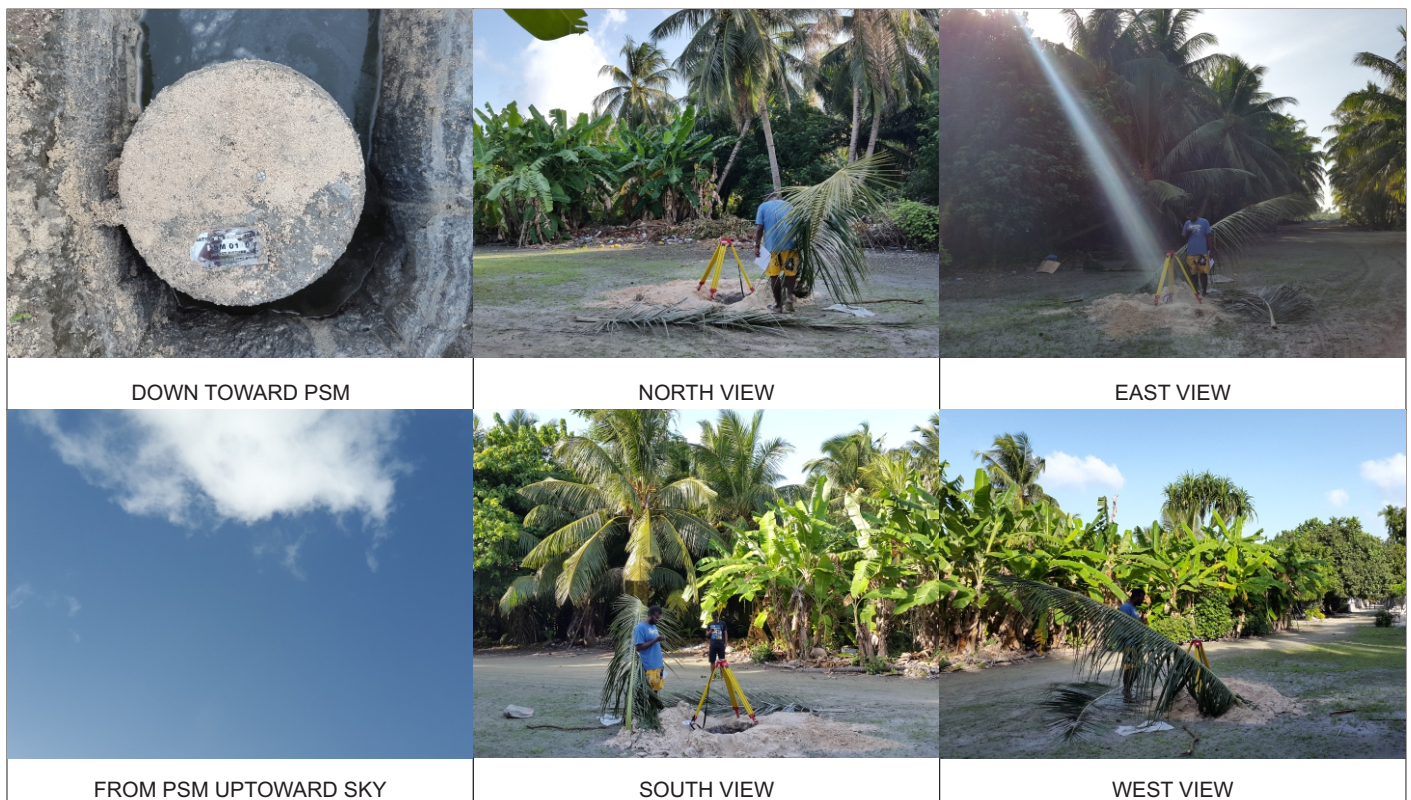 DOWN TOWARD PSM
NORTH VIEW
EAST VIEW
FROM PSM UPTOWARD SKY
SOUTH VIEW
WEST VIEW